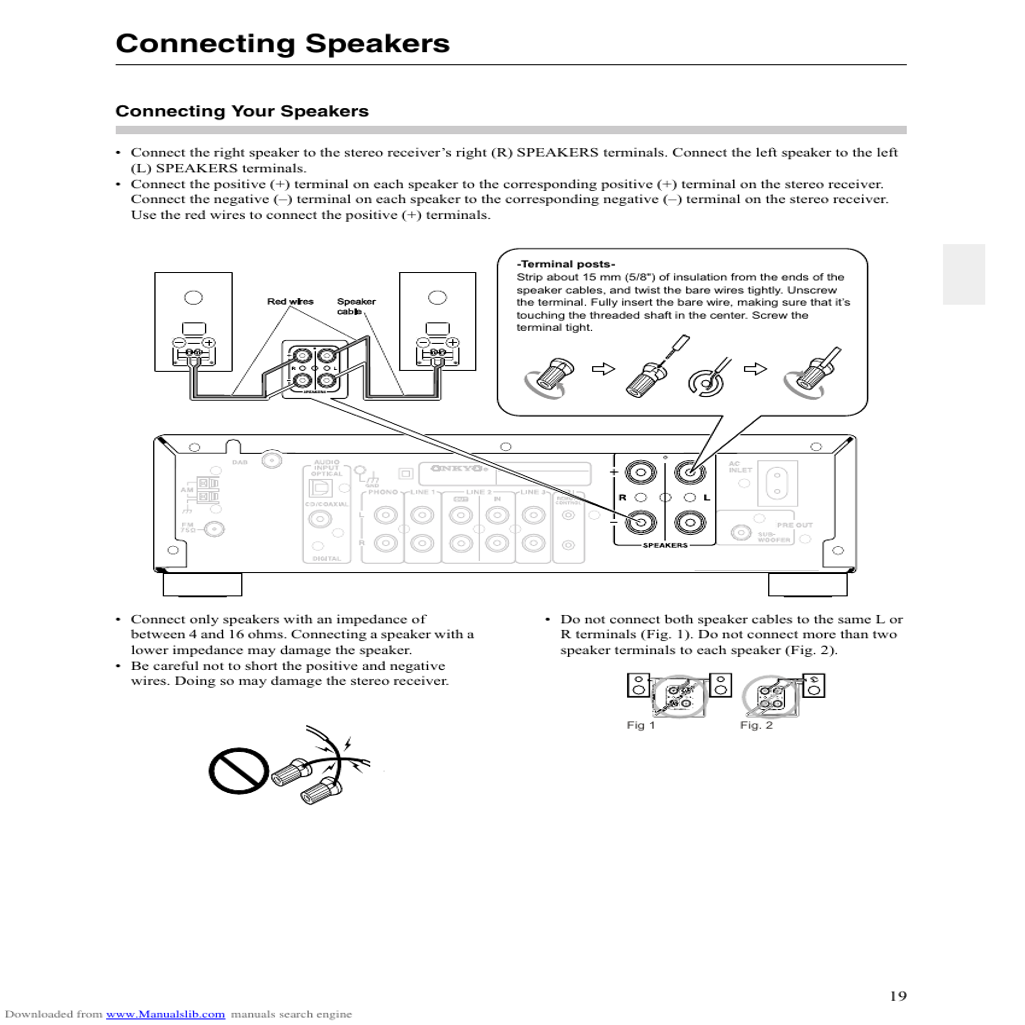 Connecting Speakers
Connecting Your Speakers
• Connect the right speaker to the stereo receiver’s right (R) SPEAKERS terminals. Connect the left speaker to the left
(L) SPEAKERS terminals.
• Connect the positive (+) terminal on each speaker to the corresponding positive (+) terminal on the stereo receiver.
Connect the negative (–) terminal on each speaker to the corresponding negative (–) terminal on the stereo receiver.
Use the red wires to connect the positive (+) terminals.
-Terminal posts-
Strip about 15 mm (5/8") of insulation from the ends of the
speaker cables, and twist the bare wires tightly. Unscrew
the terminal. Fully insert the bare wire, making sure that it’s
touching the threaded shaft in the center. Screw the
terminal tight.
Red wires
Speaker
cable
R L
SPEAKERS
DAB
AM
FM
75Ω
AUDIO
INPUT
OPTICAL
CD/COAXIAL
DIGITAL
GND
ONKYO
PHONO LINE 1 LINE 2 LINE 3
OUT IN
REMOTE
CONTROL
L
R
+
R L
–
SPEAKERS
AC
INLET
PRE OUT
SUB-
WOOFER
• Connect only speakers with an impedance of
between 4 and 16 ohms. Connecting a speaker with a
lower impedance may damage the speaker.
• Be careful not to short the positive and negative
wires. Doing so may damage the stereo receiver.
• Do not connect both speaker cables to the same L or
R terminals (Fig. 1). Do not connect more than two
speaker terminals to each speaker (Fig. 2).
Fig 1
Fig. 2
19
Downloaded from www.Manualslib.com manuals search engine